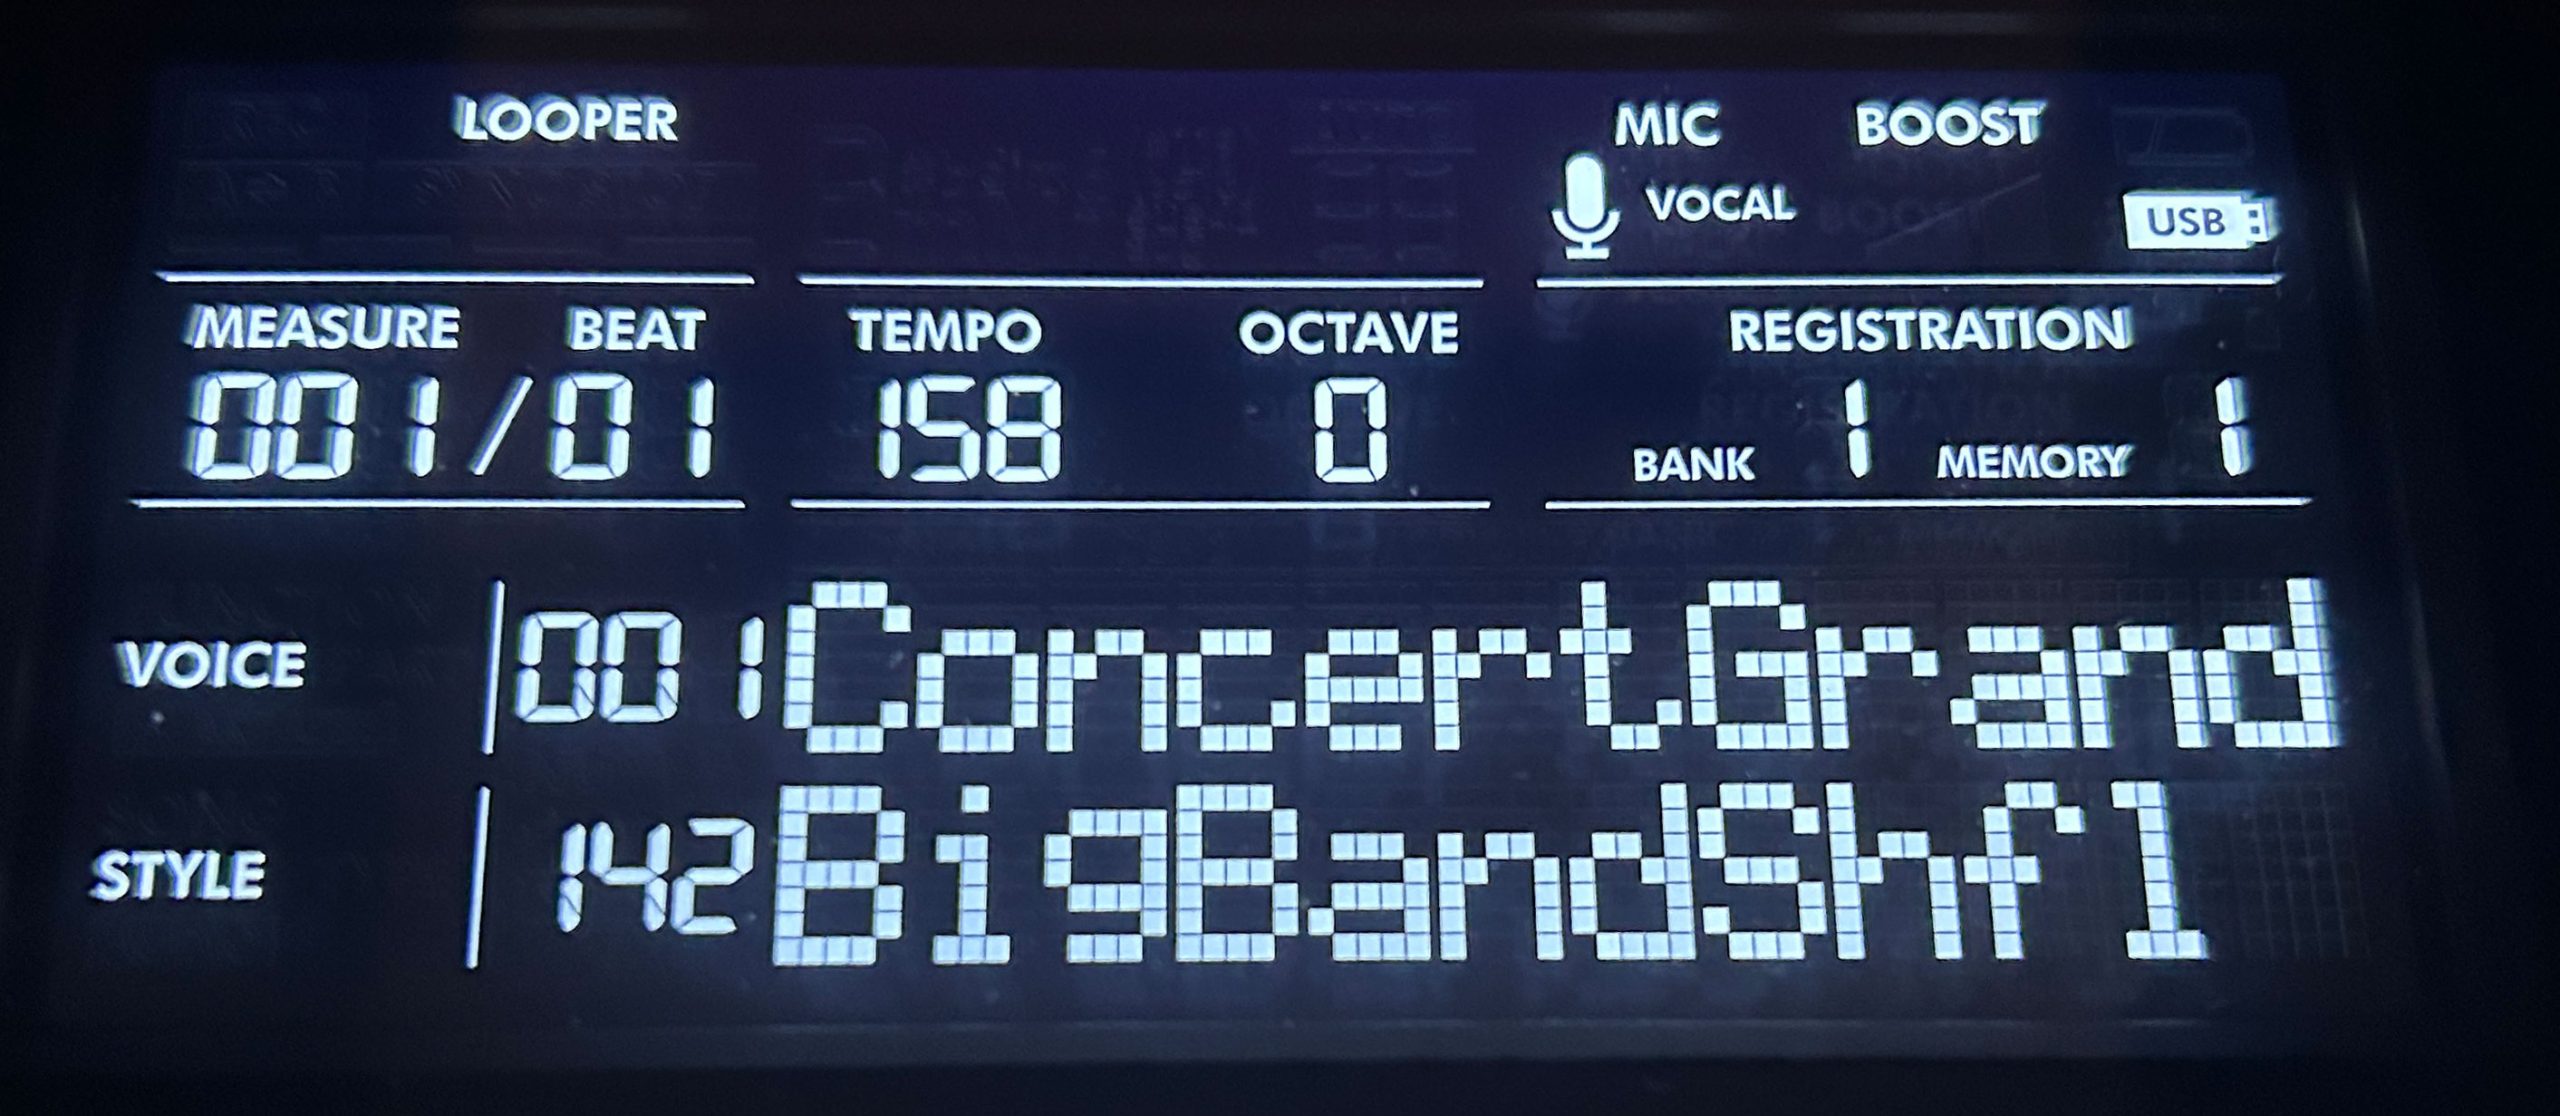 LOOPER MIC BOOST
VOCAL USB
MEASURE BEAT TEMPO OCTAVE REGISTRATION
001/01 158 0 BANK 1 MEMORY 1
VOICE 001 ConcertGrand
STYLE 142 BigBandShfl